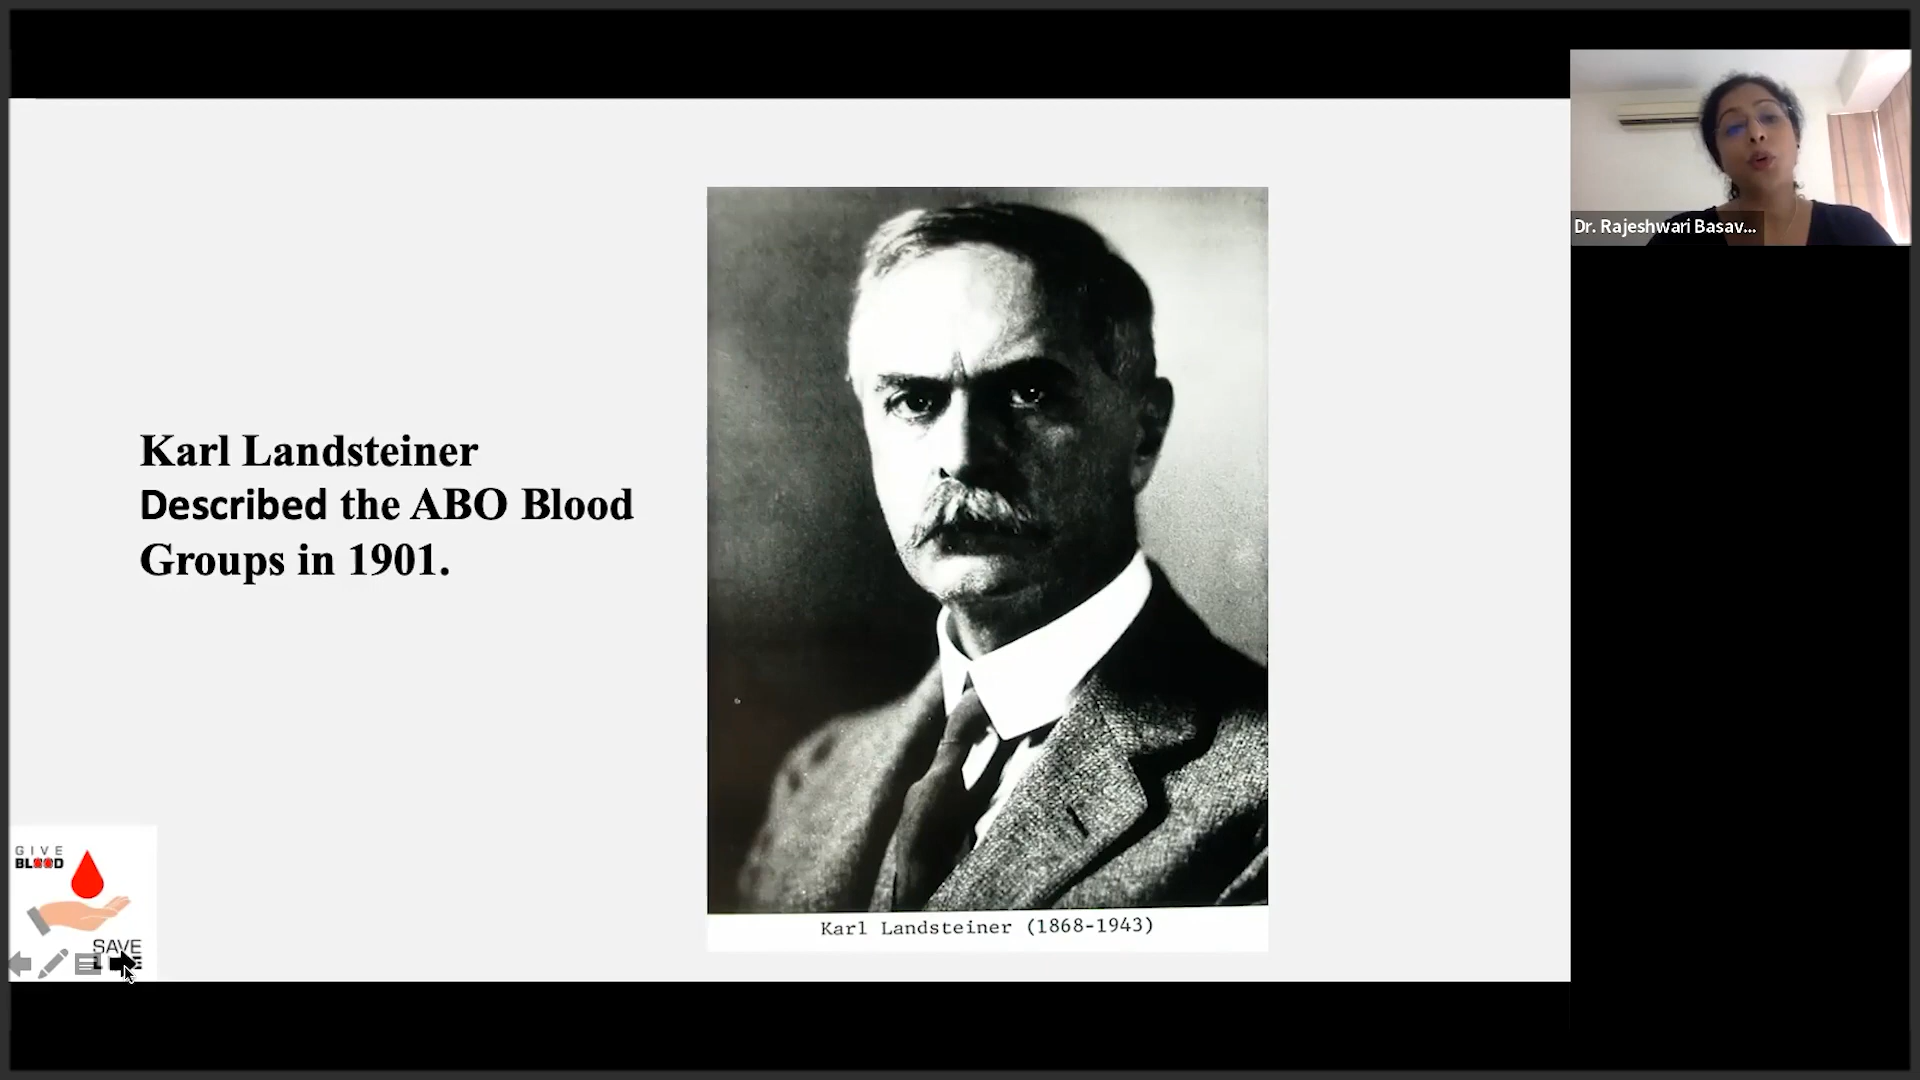 Karl Landsteiner
Described the ABO Blood
Groups in 1901.
Karl Landsteiner (1868-1943)
Dr. Rajeshwari Basav...
GIVE
BLOOD
SAVE